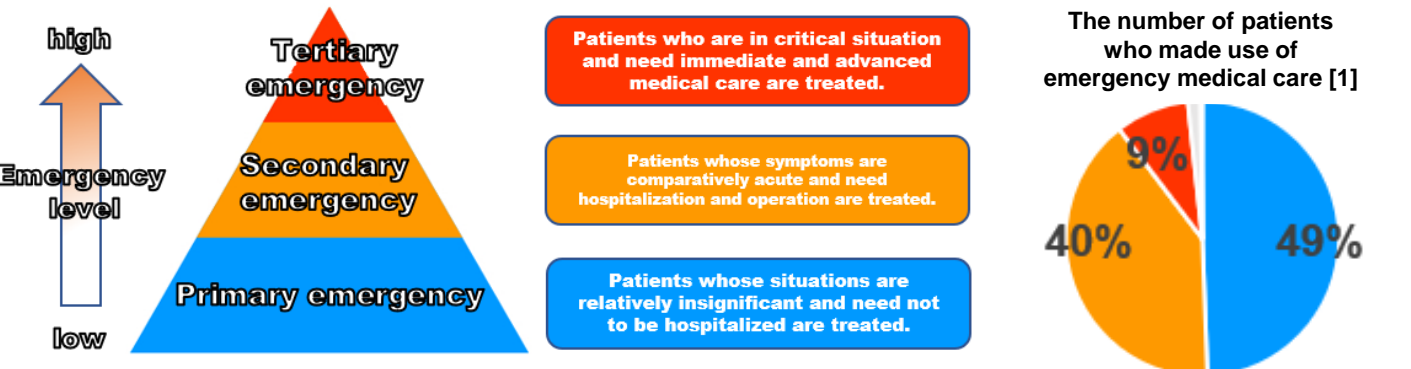 high
Emergency
level
low
Tertiary
emergency
Secondary
emergency
Primary emergency
Patients who are in critical situation
and need immediate and advanced
medical care are treated.
Patients whose symptoms are
comparatively acute and need
hospitalization and operation are treated.
Patients whose situations are
relatively insignificant and need not
to be hospitalized are treated.
The number of patients
who made use of
emergency medical care [1]
9%
40%
49%